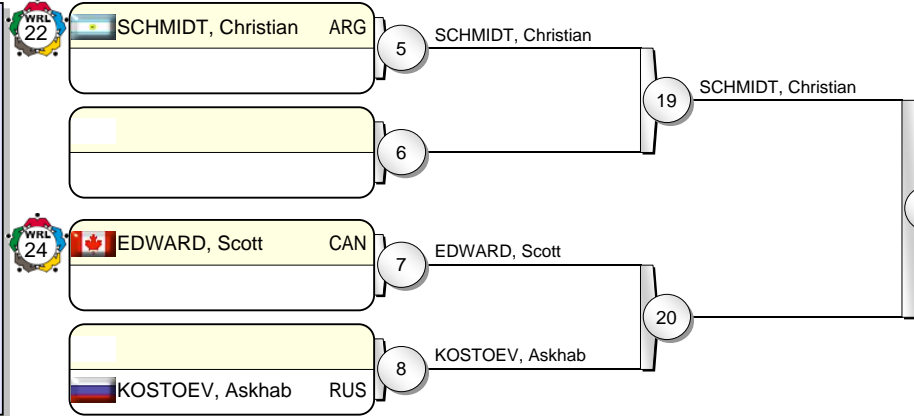 WRL
22
SCHMIDT, Christian ARG
5
SCHMIDT, Christian
19
SCHMIDT, Christian
6
WRL
24
EDWARD, Scott CAN
7
EDWARD, Scott
20
8
KOSTOEV, Askhab
KOSTOEV, Askhab RUS